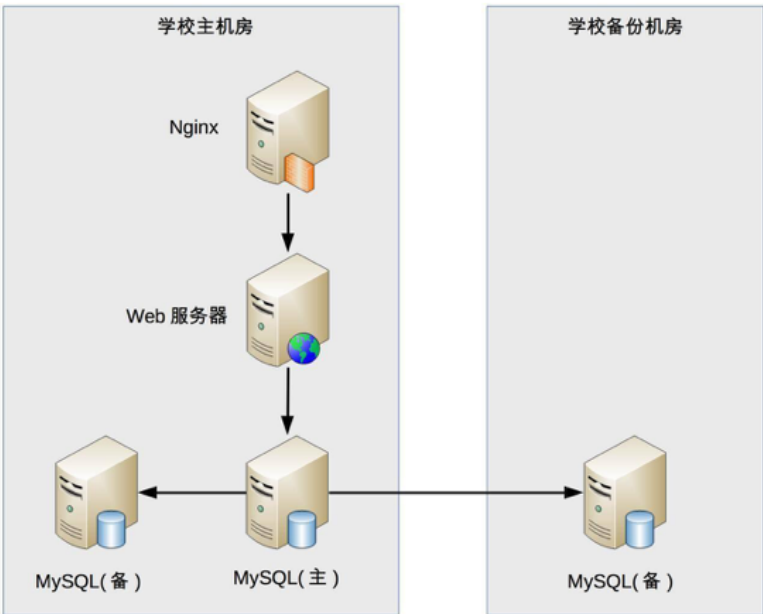 学校主机房
学校备份机房
Nginx
Web 服务器
MySQL( 备 )
MySQL( 主 )
MySQL( 备 )